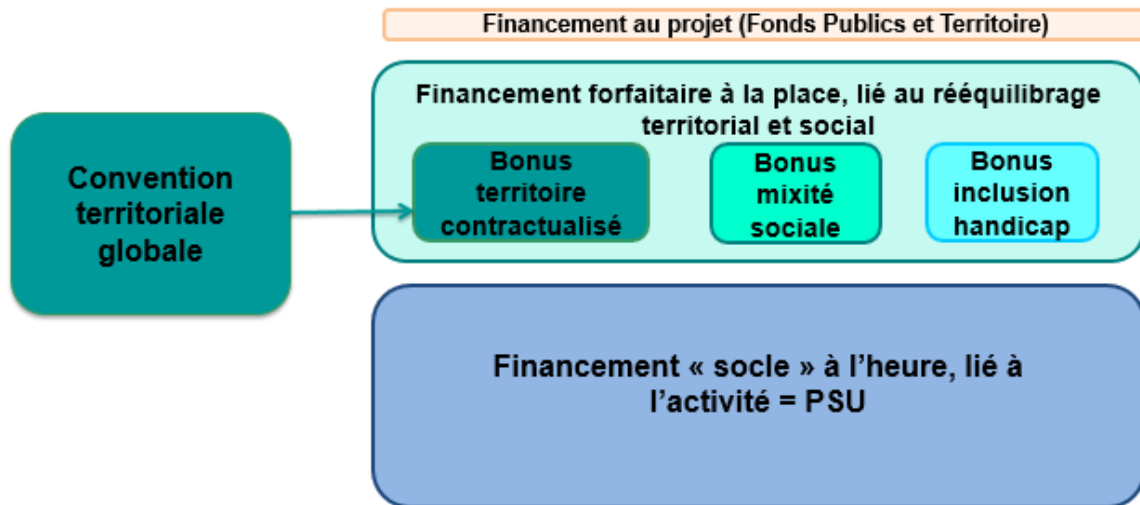 Financement au projet (Fonds Publics et Territoire)
Financement forfaitaire à la place, lié au rééquilibrage
territorial et social
Convention
territoriale
globale
Bonus
territoire
contractualisé
Bonus
mixité
sociale
Bonus
inclusion
handicap
Financement « socle » à l’heure, lié à
l’activité = PSU